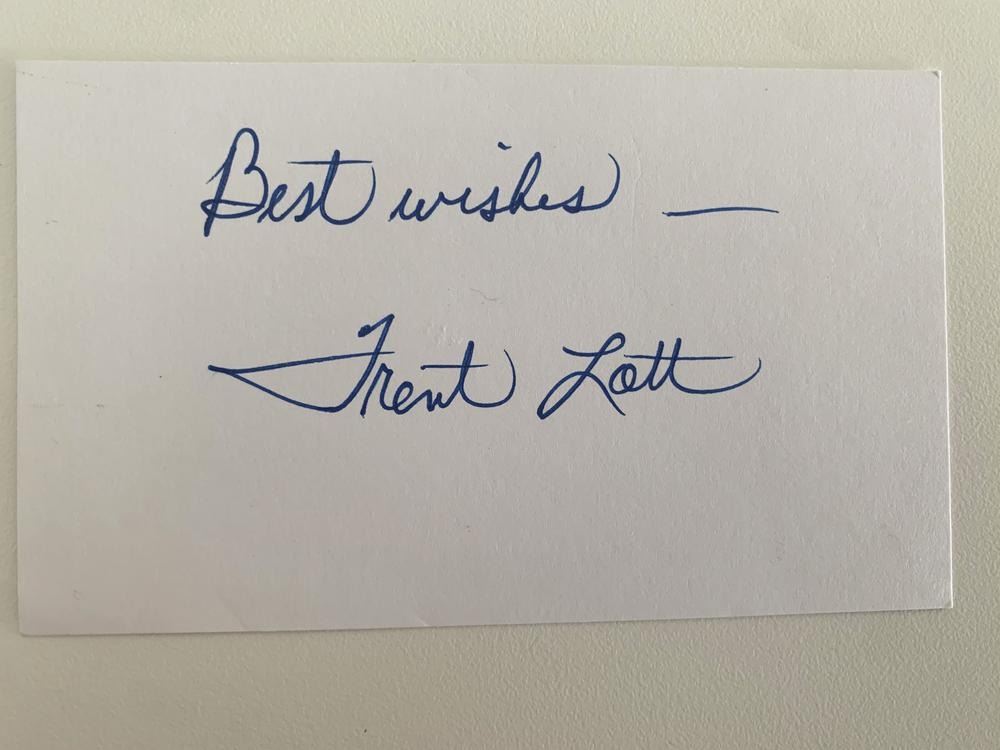 Best wishes —
Trent Lott